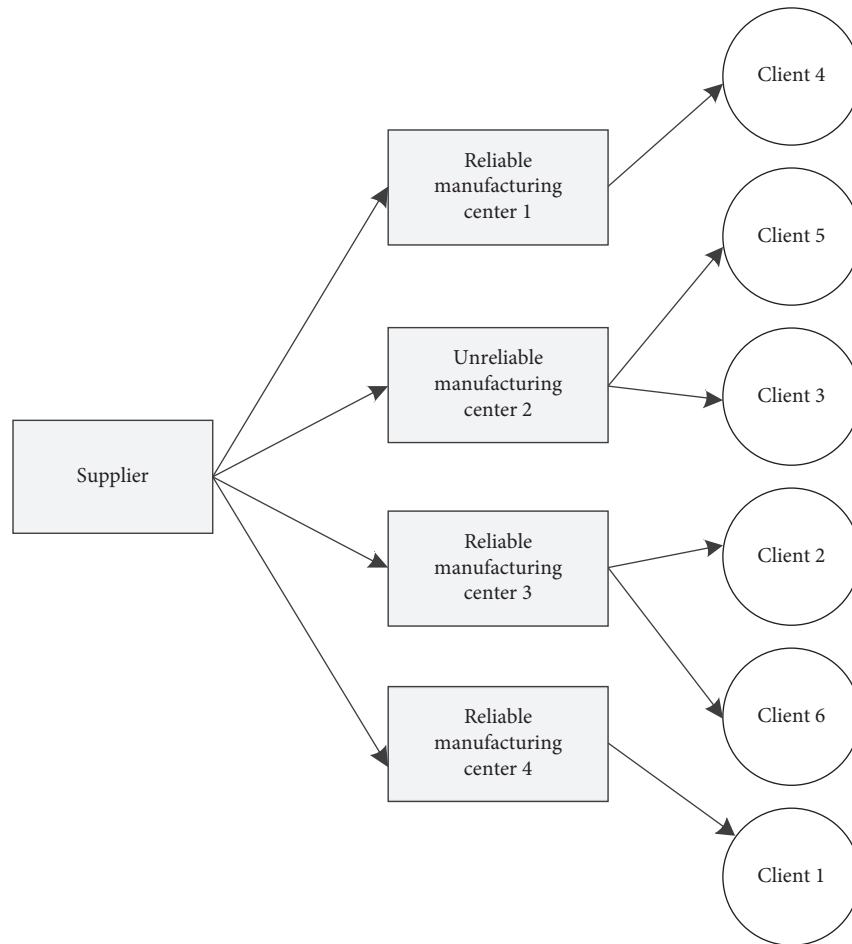 Client 4
Reliable
manufacturing
center 1
Client 5
Unreliable
manufacturing
center 2
Client 3
Supplier
Reliable
manufacturing
center 3
Client 2
Reliable
manufacturing
center 4
Client 6
Client 1